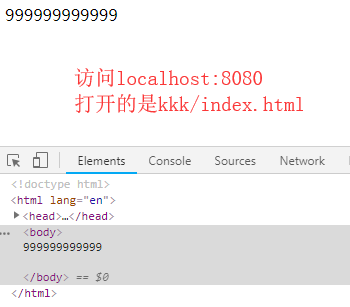 999999999999
访问localhost:8080
打开的是kkk/index.html
Elements Console Sources Network
<!doctype html>
<html lang="en">
<head>…</head>
… <body>
999999999999
</body> == $0
</html>